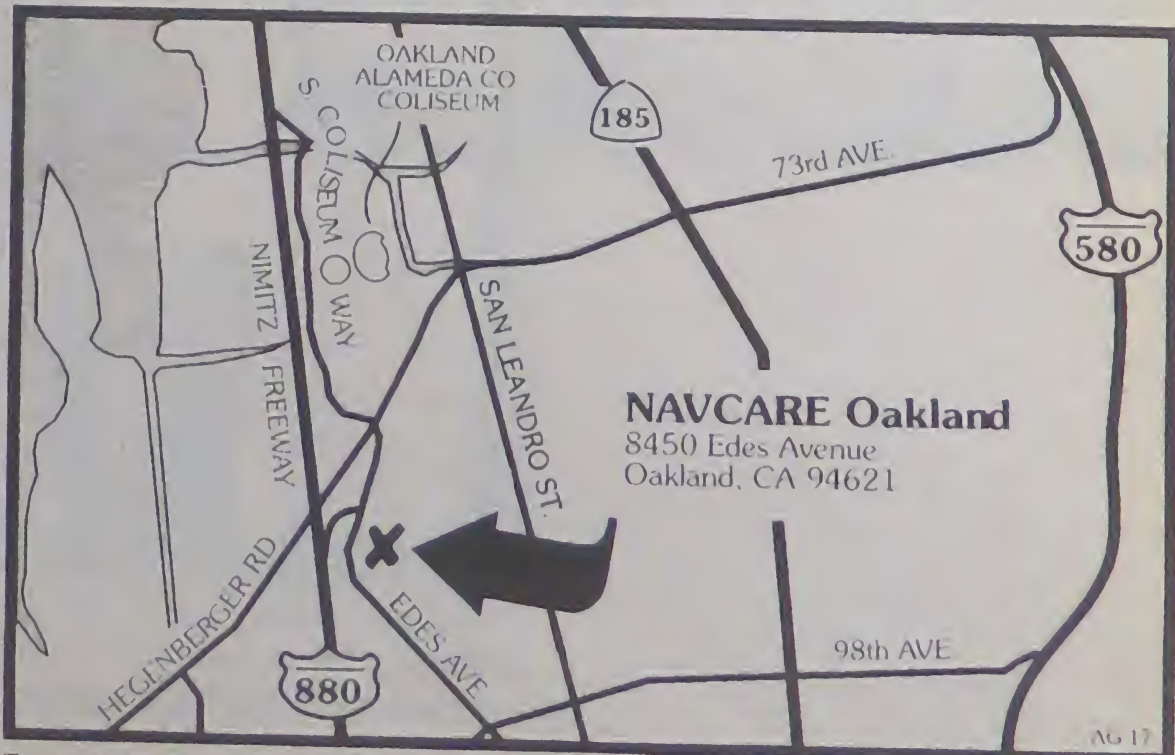 OAKLAND
ALAMEDA CO
COLISEUM
S. COLISEUM WAY
185
73rd AVE.
580
NIMITZ FREEWAY
SAN LEANDRO ST.
NAVCARE Oakland
8450 Edes Avenue
Oakland, CA 94621
HEGENBERGER RD
EDES AVE
880
98th AVE
AG 17